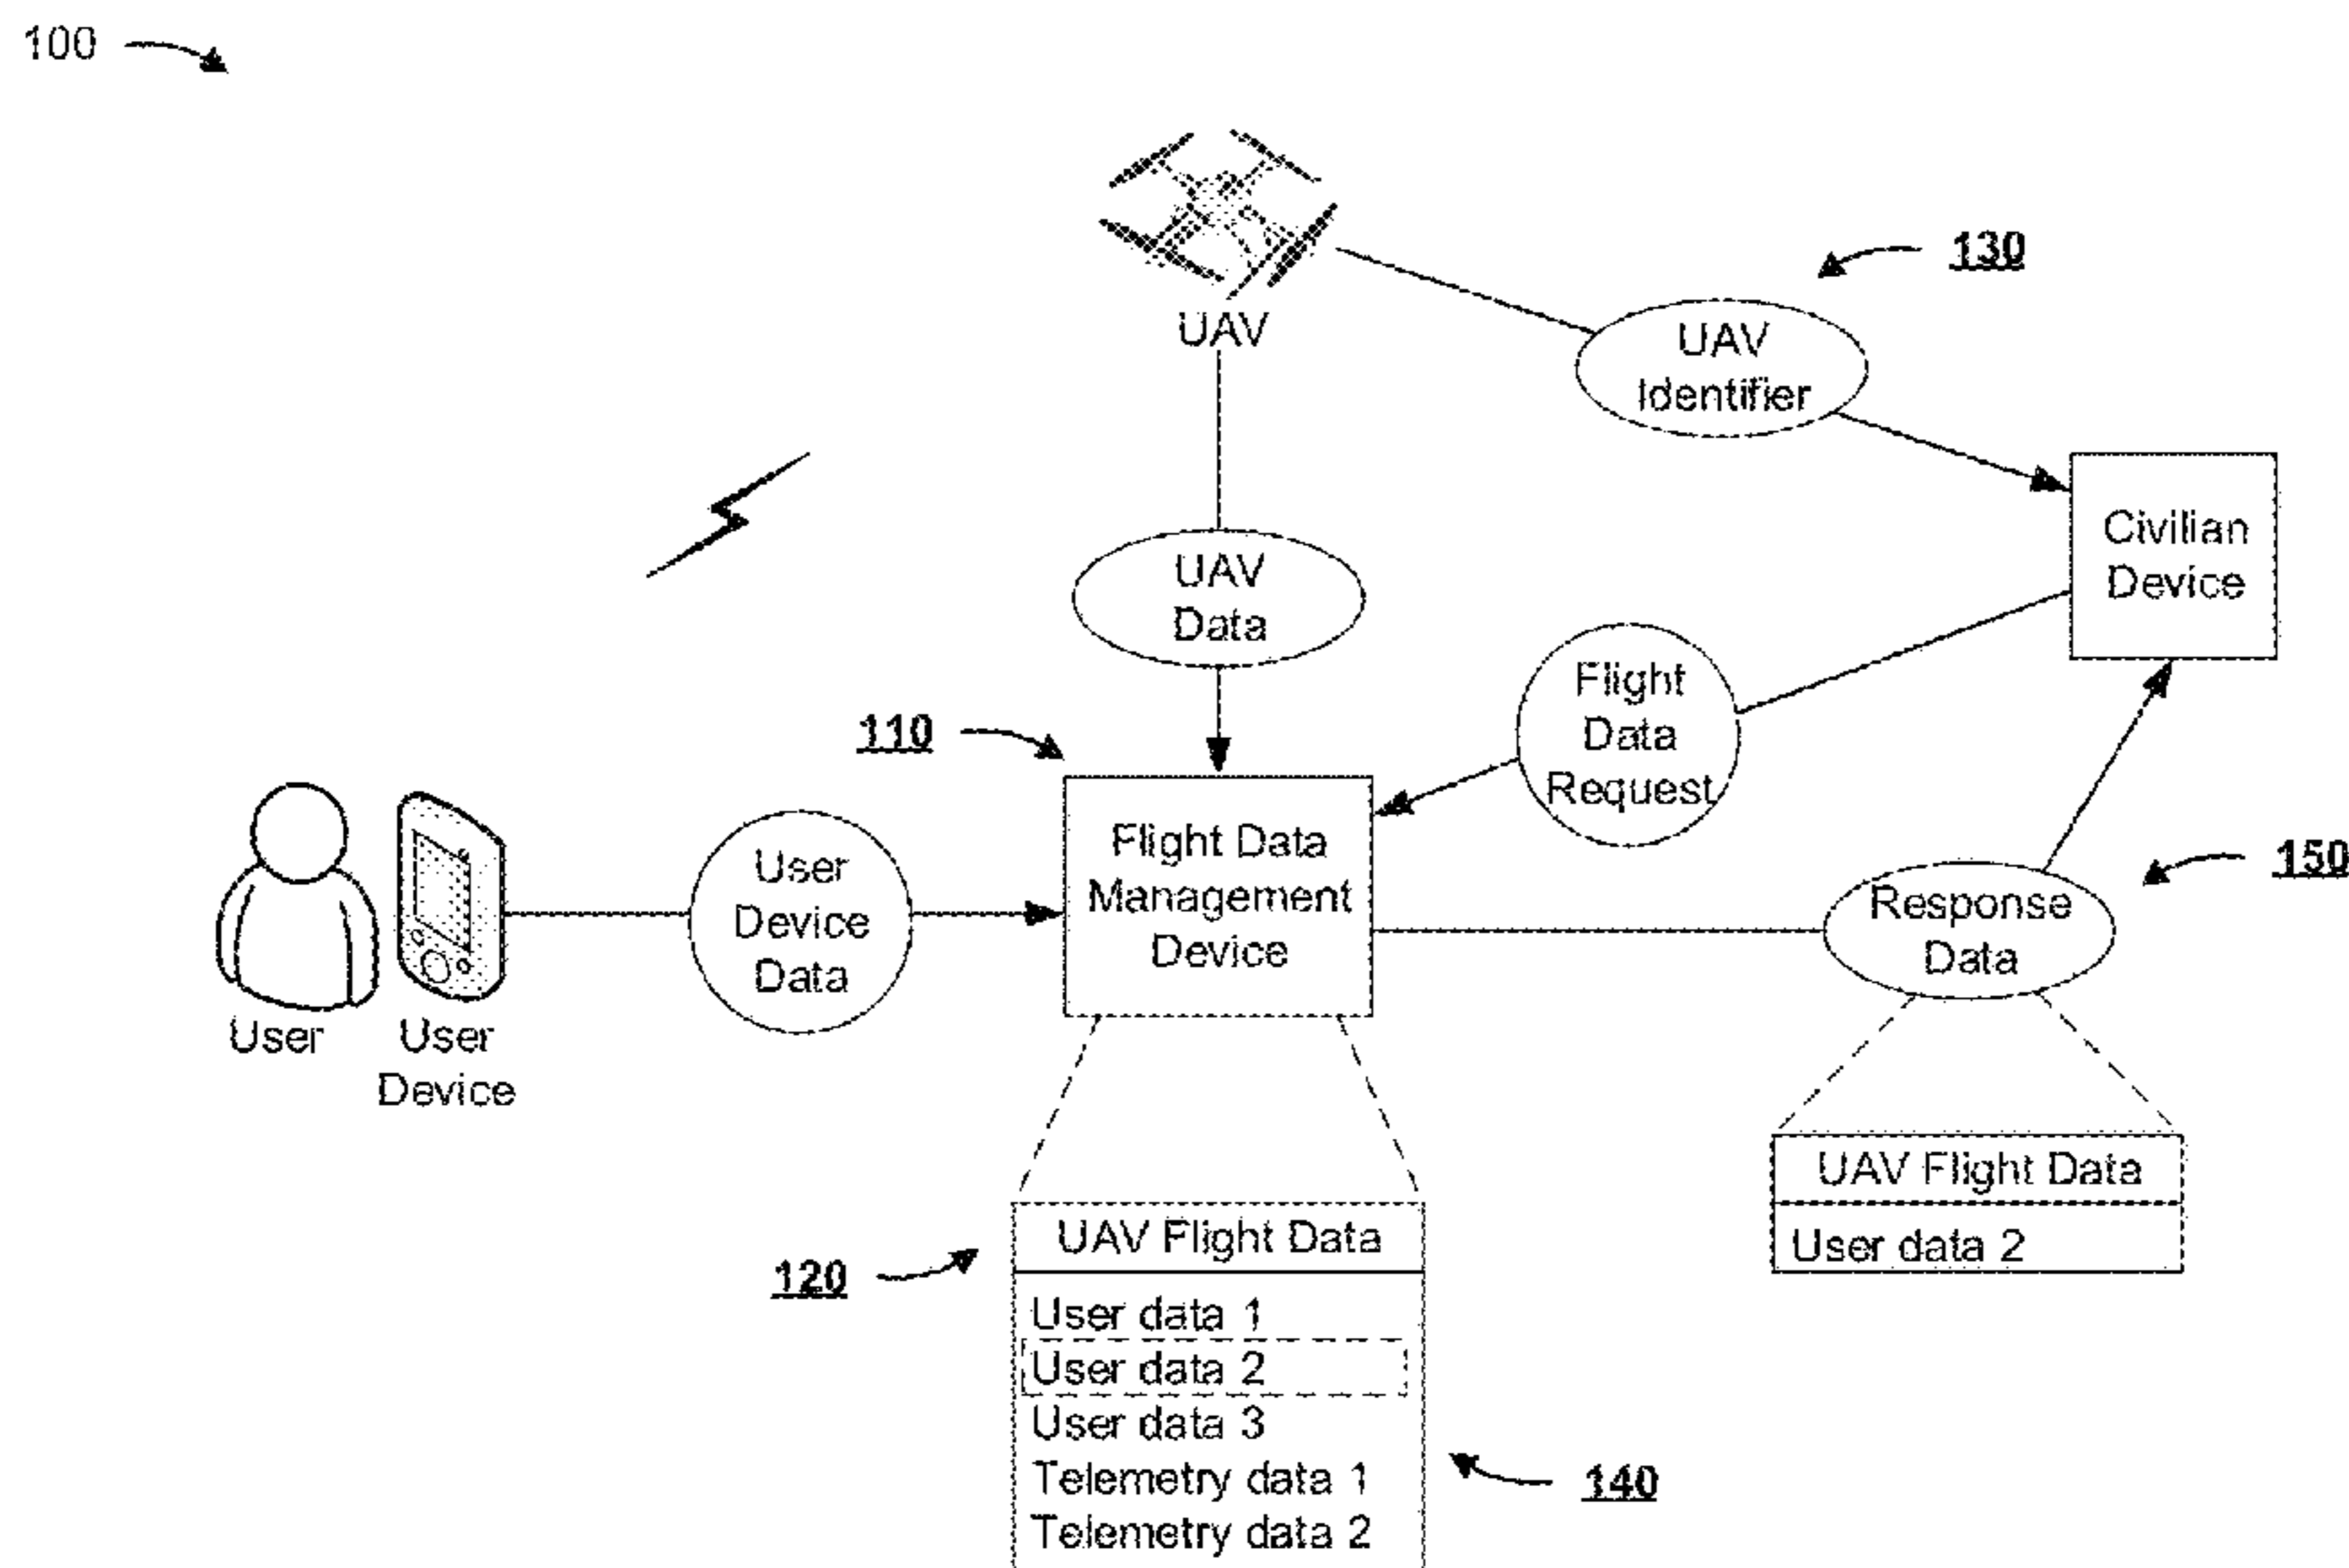 100
UAV
130
UAV
Identifier
Civilian
Device
UAV
Data
Flight
Data
Request
110
Flight Data
Management
Device
User
Device
Data
User
User
Device
150
Response
Data
UAV Flight Data
User data 2
120
UAV Flight Data
User data 1
User data 2
User data 3
Telemetry data 1
Telemetry data 2
140